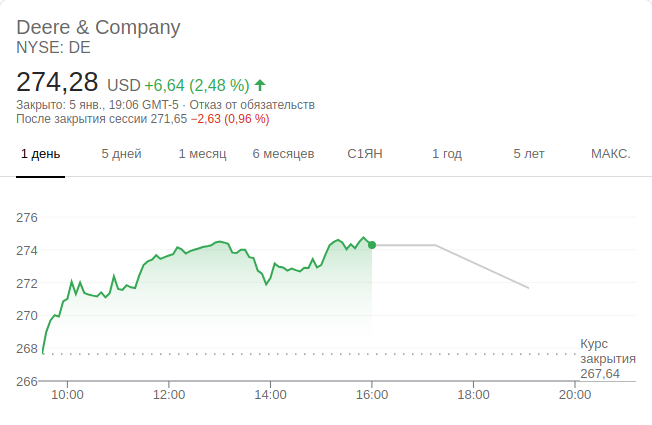 Deere & Company
NYSE: DE
274,28 USD +6,64 (2,48 %)
Закрыто: 5 янв., 19:06 GMT-5 · Отказ от обязательств
После закрытия сессии 271,65 −2,63 (0,96 %)
1 день 5 дней 1 месяц 6 месяцев С1ЯН 1 год 5 лет МАКС.
276
274
272
270
268
266
Курс
закрытия
267,64
10:00 12:00 14:00 16:00 18:00 20:00